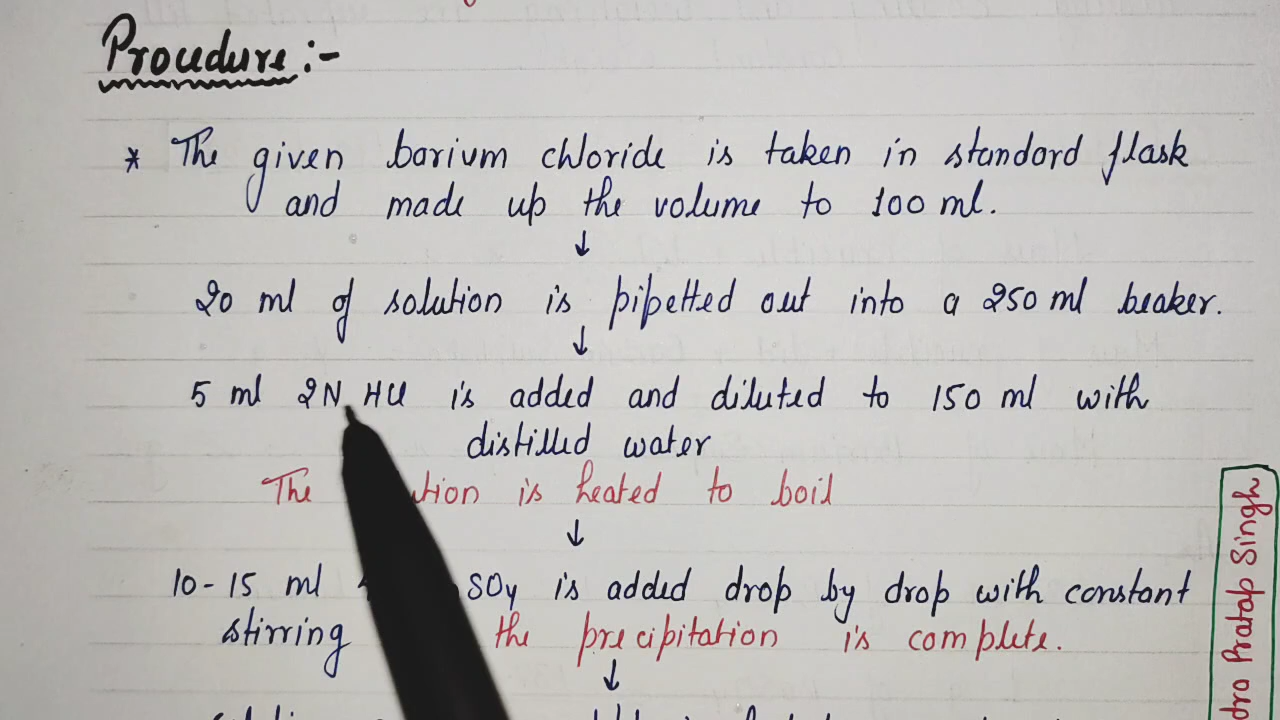 Procedure :-
* The given barium chloride is taken in standard flask
and made up the volume to 100 ml.
↓
20 ml of solution is pipetted out into a 250 ml beaker.
↓
5 ml 2N HCl is added and diluted to 150 ml with
distilled water
The ution is heated to boil
↓
10-15 ml SO4 is added drop by drop with constant
stirring the precipitation is complete.
↓
dra Pratap Singh